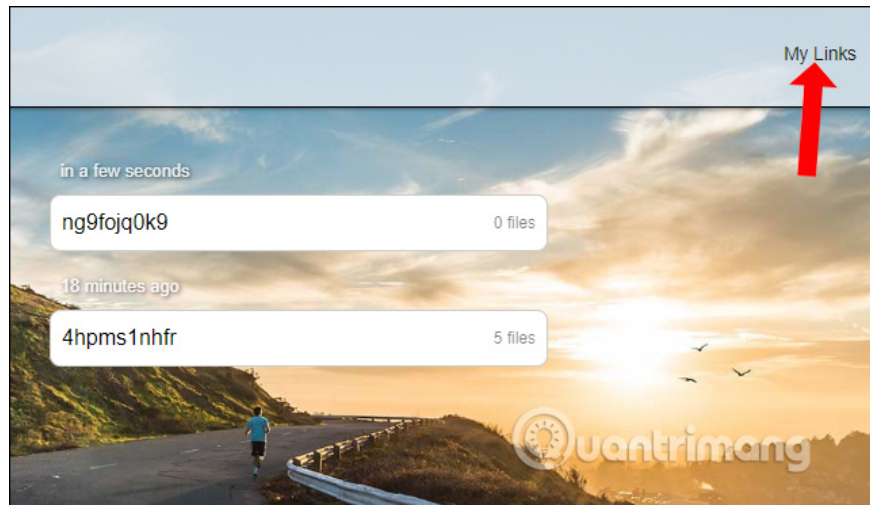 My Links
in a few seconds
ng9fojq0k9
0 files
18 minutes ago
4hpms1nhfr
5 files
Quantrimang